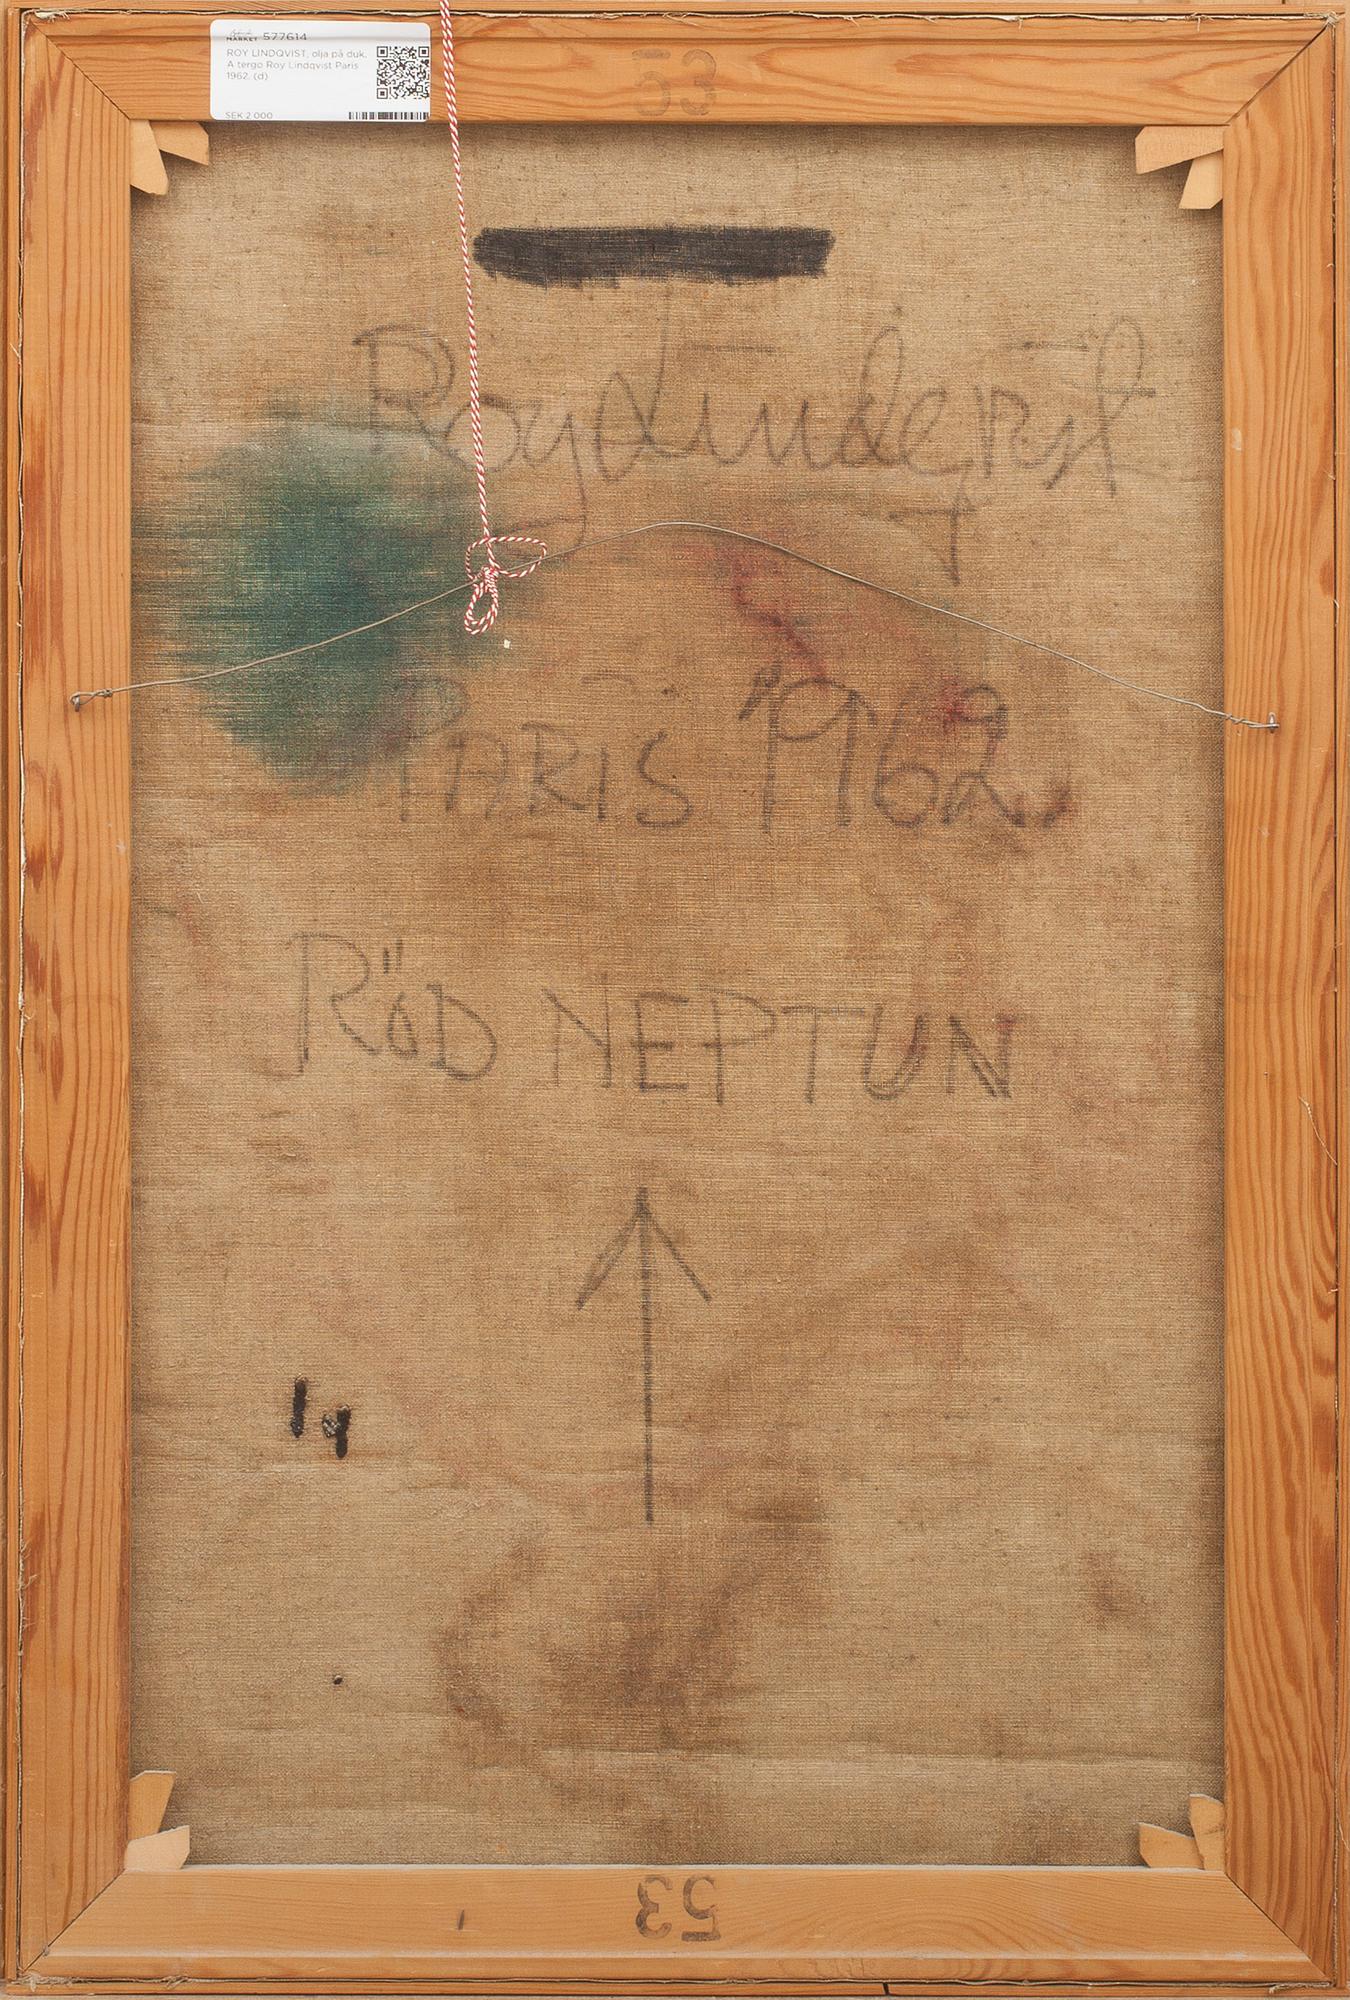 MARKET 577614
ROY LINDQVIST, olja på duk.
A tergo Roy Lindqvist Paris
1962. (d)
SEK 2 000
53
Roy Lindqvist
PARIS 1962.
RÖD NEPTUN
53